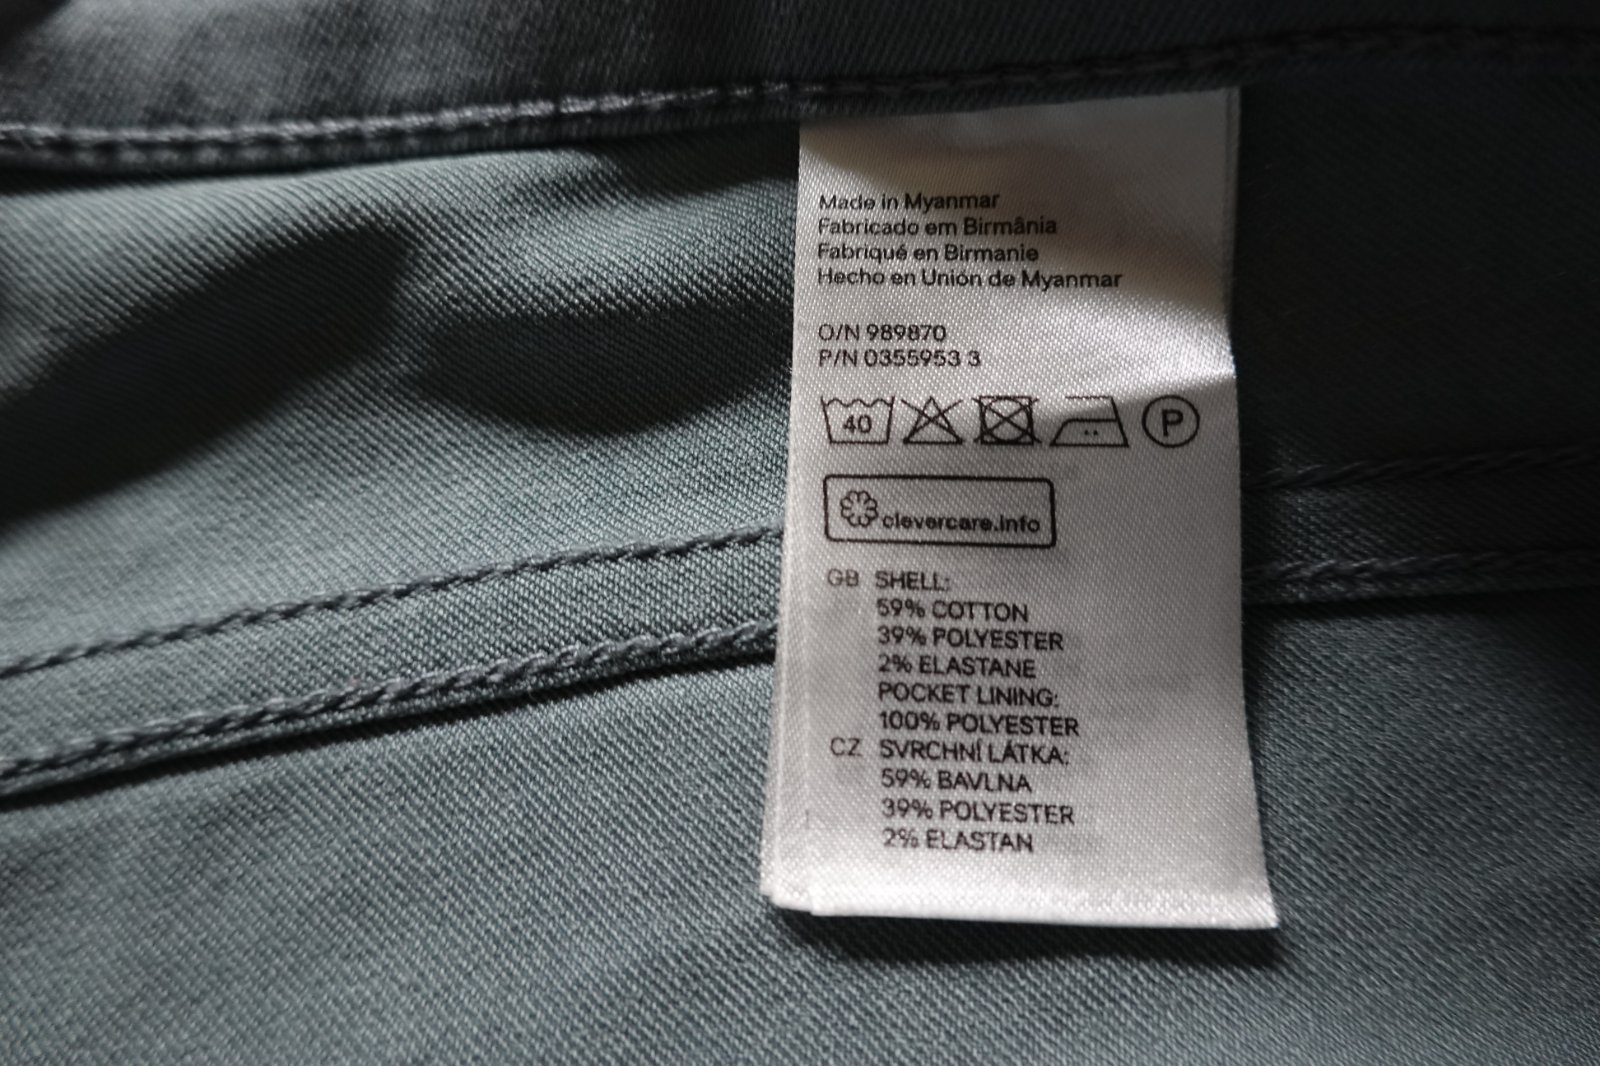 Made in Myanmar
Fabricado em Birmânia
Fabriqué en Birmanie
Hecho en Unión de Myanmar
O/N 989870
P/N 0355953 3
40 P
clevercare.info
GB SHELL:
59% COTTON
39% POLYESTER
2% ELASTANE
POCKET LINING:
100% POLYESTER
CZ SVRCHNÍ LÁTKA:
59% BAVLNA
39% POLYESTER
2% ELASTAN